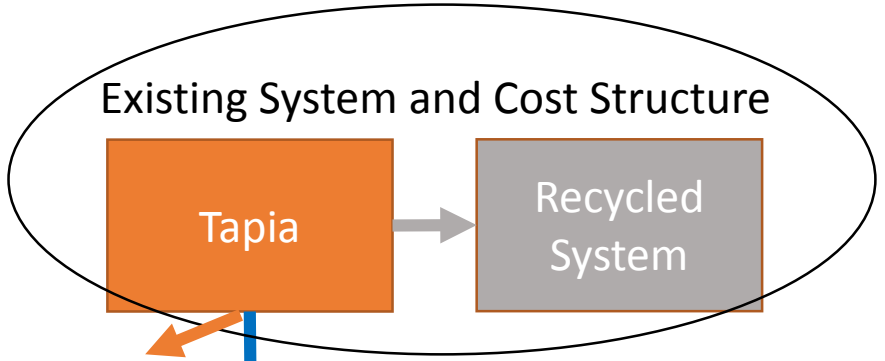 Existing System and Cost Structure
Tapia
Recycled
System